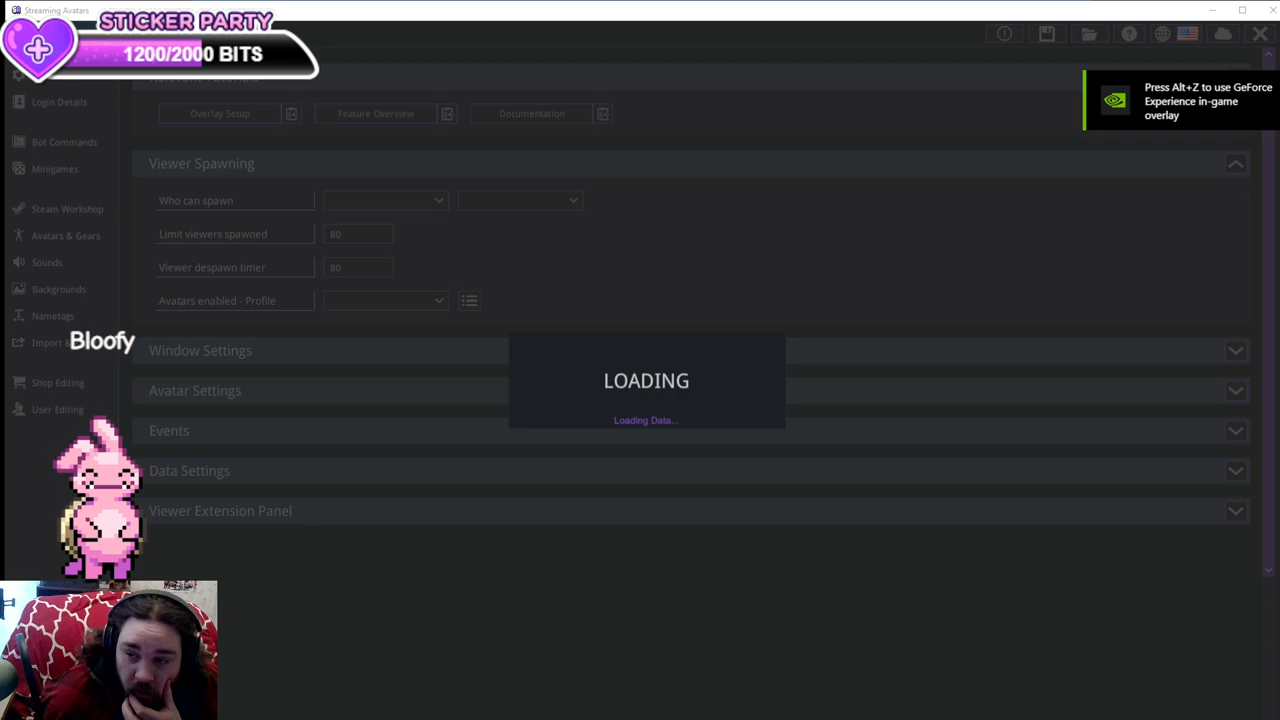 Streaming Avatars
STICKER PARTY
1200/2000 BITS
Press Alt+Z to use GeForce
Experience in-game
overlay
Login Details
Overlay Setup
Feature Overview
Documentation
Bot Commands
Minigames
Viewer Spawning
Who can spawn
Steam Workshop
Limit viewers spawned
80
Avatars & Gears
Sounds
Viewer despawn timer
80
Backgrounds
Avatars enabled - Profile
Nametags
Import &
Bloofy
Window Settings
LOADING
Loading Data...
Shop Editing
Avatar Settings
User Editing
Events
Data Settings
Viewer Extension Panel